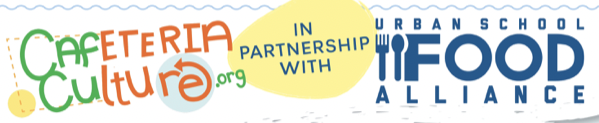 CAFETERIA
CULTURE.org
IN
PARTNERSHIP
WITH
URBAN SCHOOL
FOOD
ALLIANCE